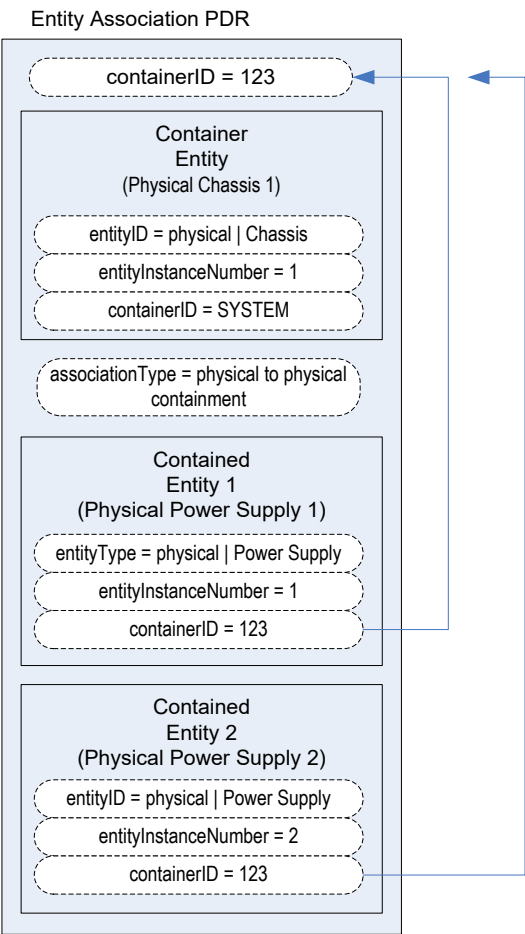 Entity Association PDR
containerID = 123
Container
Entity
(Physical Chassis 1)
entityID = physical | Chassis
entityInstanceNumber = 1
containerID = SYSTEM
associationType = physical to physical
containment
Contained
Entity 1
(Physical Power Supply 1)
entityType = physical | Power Supply
entityInstanceNumber = 1
containerID = 123
Contained
Entity 2
(Physical Power Supply 2)
entityID = physical | Power Supply
entityInstanceNumber = 2
containerID = 123